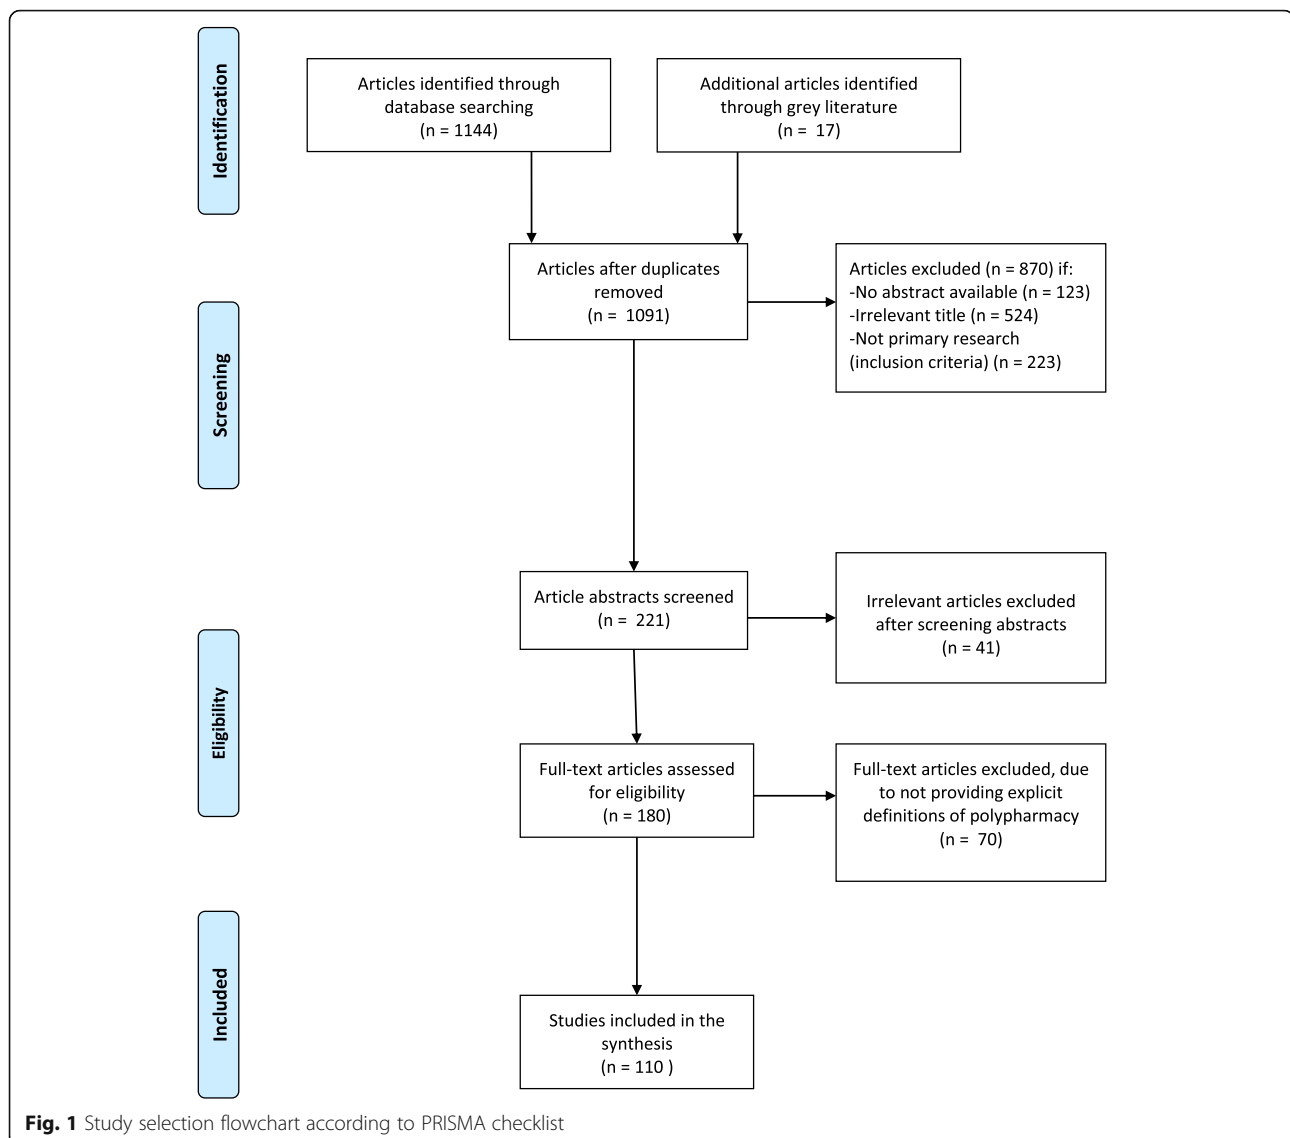 Identification
Articles identified through
database searching
(n = 1144)
Additional articles identified
through grey literature
(n = 17)
Screening
Articles after duplicates
removed
(n = 1091)
Articles excluded (n = 870) if:
-No abstract available (n = 123)
-Irrelevant title (n = 524)
-Not primary research
(inclusion criteria) (n = 223)
Article abstracts screened
(n = 221)
Irrelevant articles excluded
after screening abstracts
(n = 41)
Eligibility
Full-text articles assessed
for eligibility
(n = 180)
Full-text articles excluded, due
to not providing explicit
definitions of polypharmacy
(n = 70)
Included
Studies included in the
synthesis
(n = 110 )
Fig. 1 Study selection flowchart according to PRISMA checklist